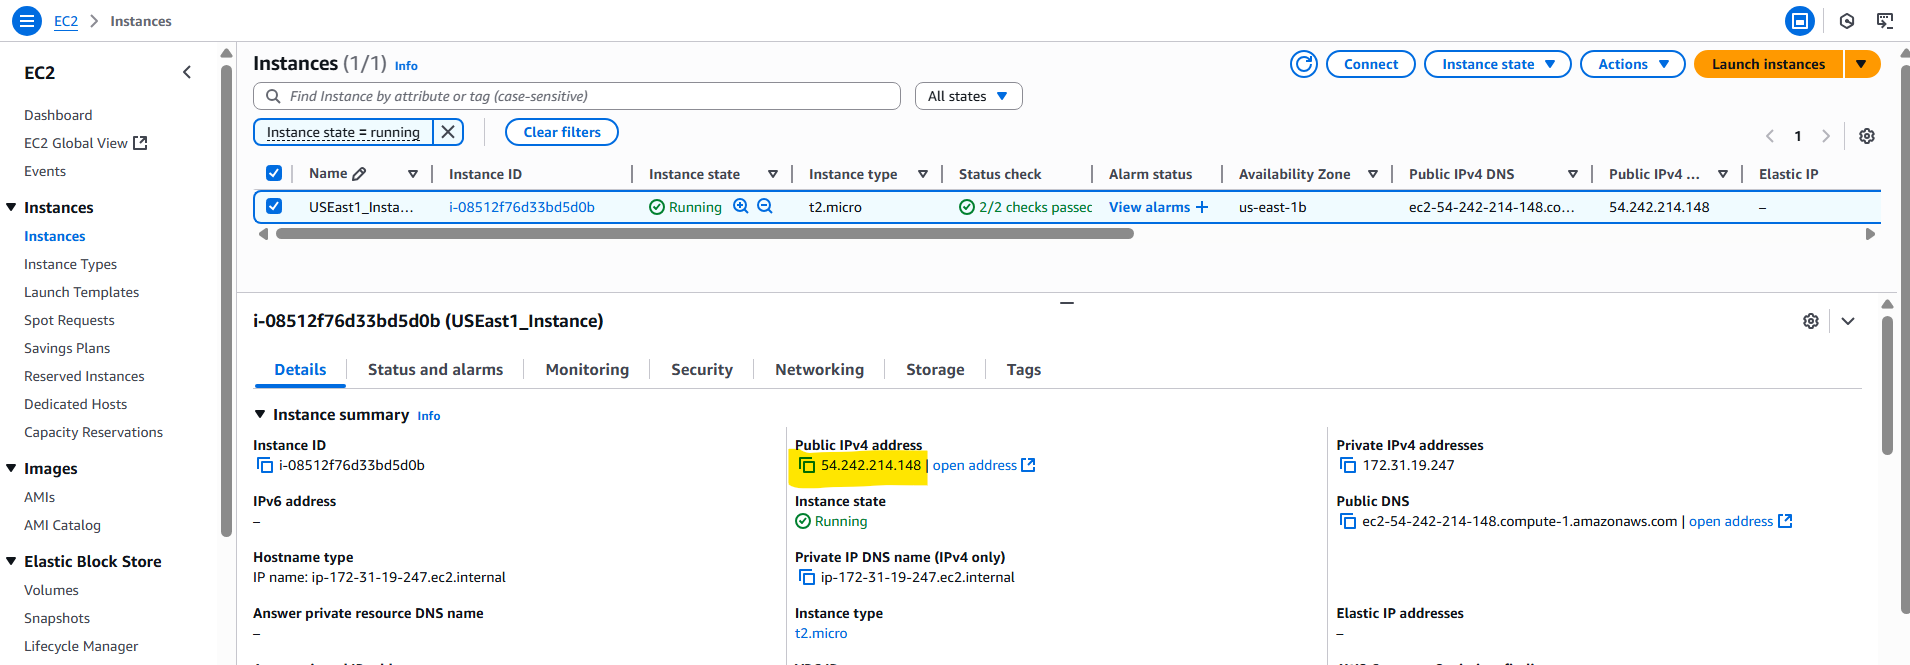 EC2 > Instances
EC2
Dashboard
EC2 Global View
Events
Instances
Instances
Instance Types
Launch Templates
Spot Requests
Savings Plans
Reserved Instances
Dedicated Hosts
Capacity Reservations
Images
AMIs
AMI Catalog
Elastic Block Store
Volumes
Snapshots
Lifecycle Manager
Instances (1/1) Info
Connect
Instance state
Actions
Launch instances
Find Instance by attribute or tag (case-sensitive)
All states
Instance state = running
Clear filters
1
Name Instance ID Instance state Instance type Status check Alarm status Availability Zone Public IPv4 DNS Public IPv4 ... Elastic IP
USEast1_Insta... i-08512f76d33bd5d0b Running t2.micro 2/2 checks passec View alarms + us-east-1b ec2-54-242-214-148.co... 54.242.214.148 –
i-08512f76d33bd5d0b (USEast1_Instance)
Details Status and alarms Monitoring Security Networking Storage Tags
Instance summary Info
Instance ID
i-08512f76d33bd5d0b
Public IPv4 address
54.242.214.148 | open address
Private IPv4 addresses
172.31.19.247
IPv6 address
–
Instance state
Running
Public DNS
ec2-54-242-214-148.compute-1.amazonaws.com | open address
Hostname type
IP name: ip-172-31-19-247.ec2.internal
Private IP DNS name (IPv4 only)
ip-172-31-19-247.ec2.internal
Answer private resource DNS name
–
Instance type
t2.micro
Elastic IP addresses
–